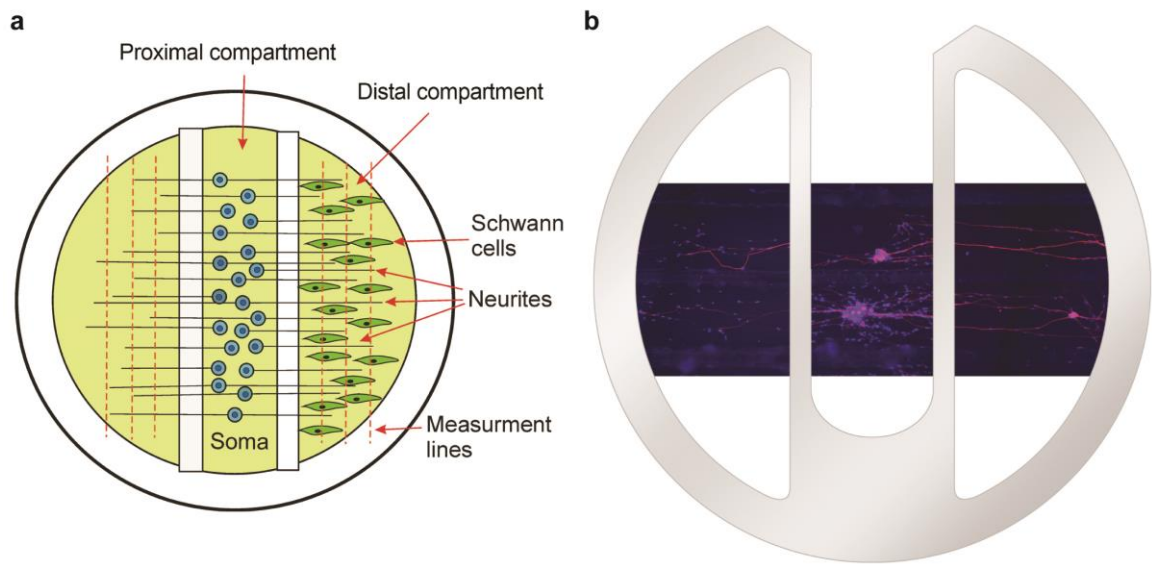 a
b
Proximal compartment
Distal compartment
Schwann
cells
Neurites
Measurment
lines
Soma